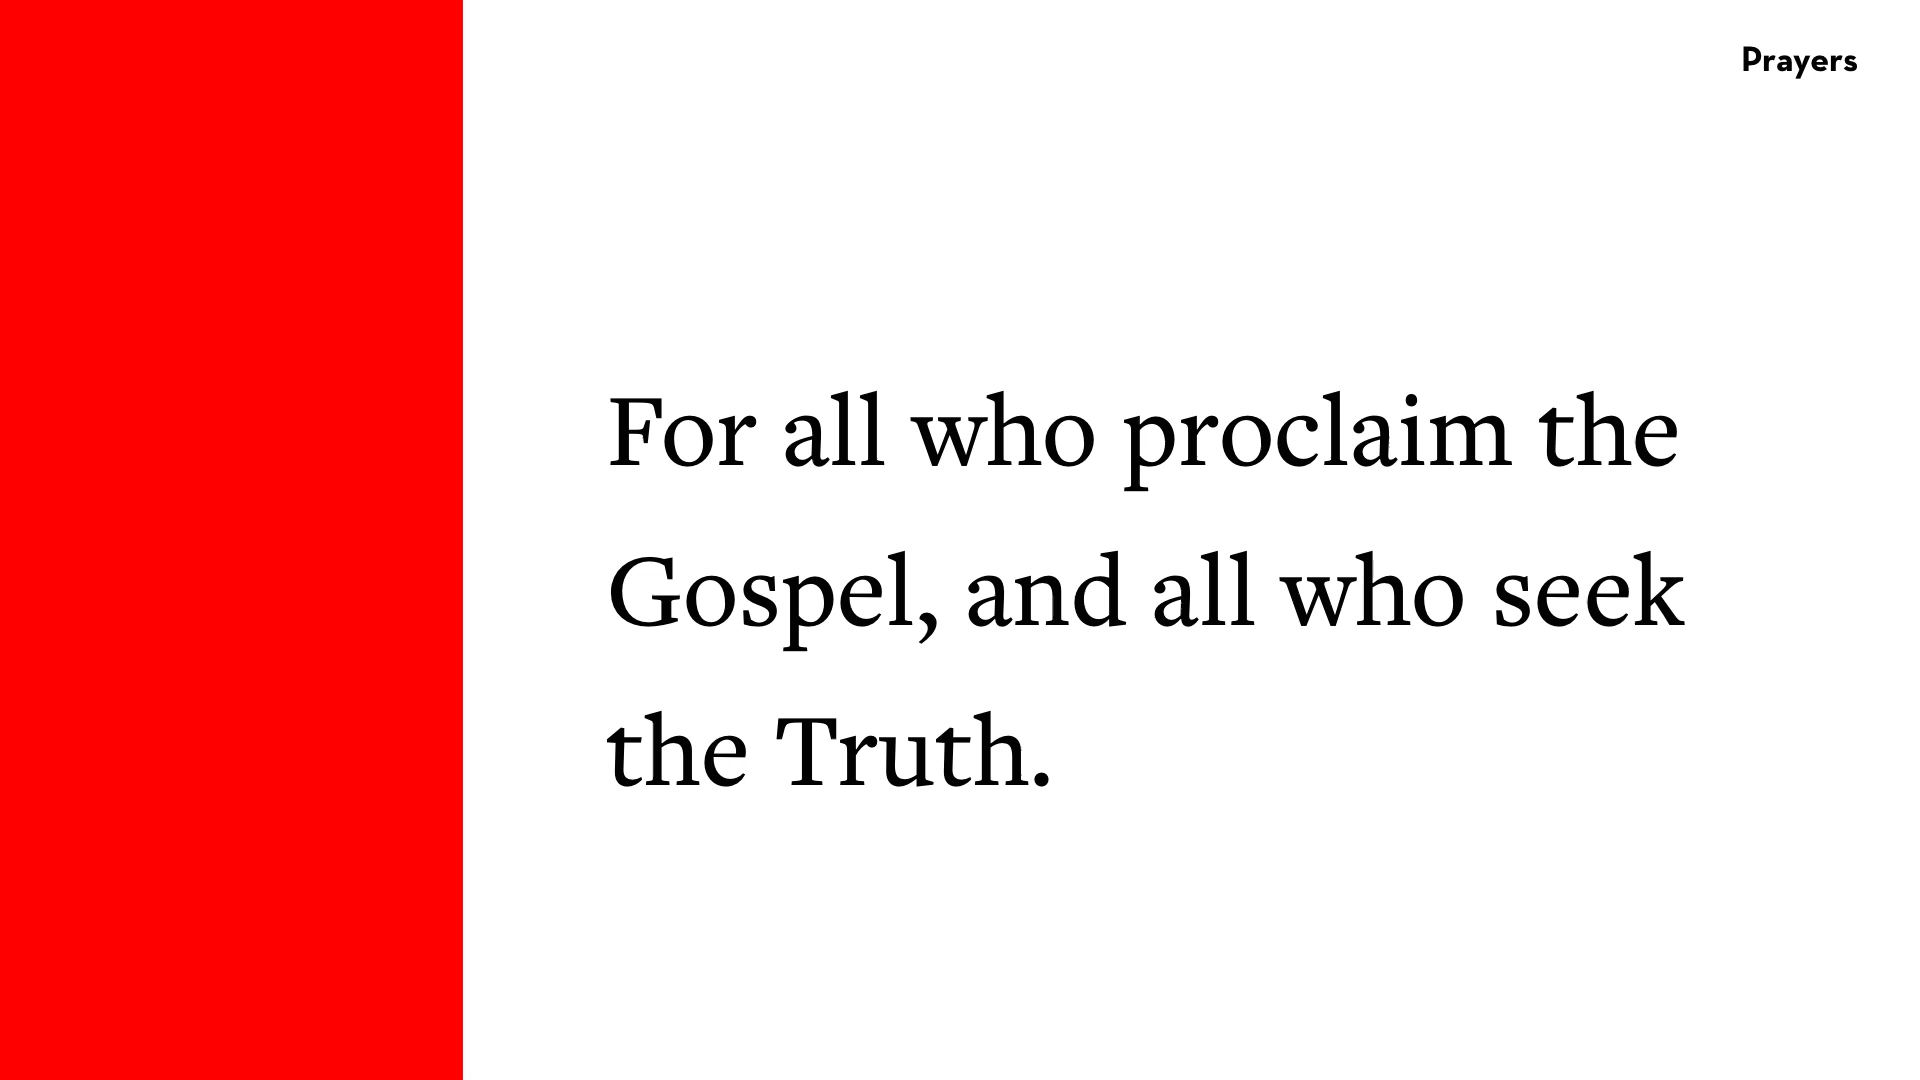 Prayers
For all who proclaim the
Gospel, and all who seek
the Truth.